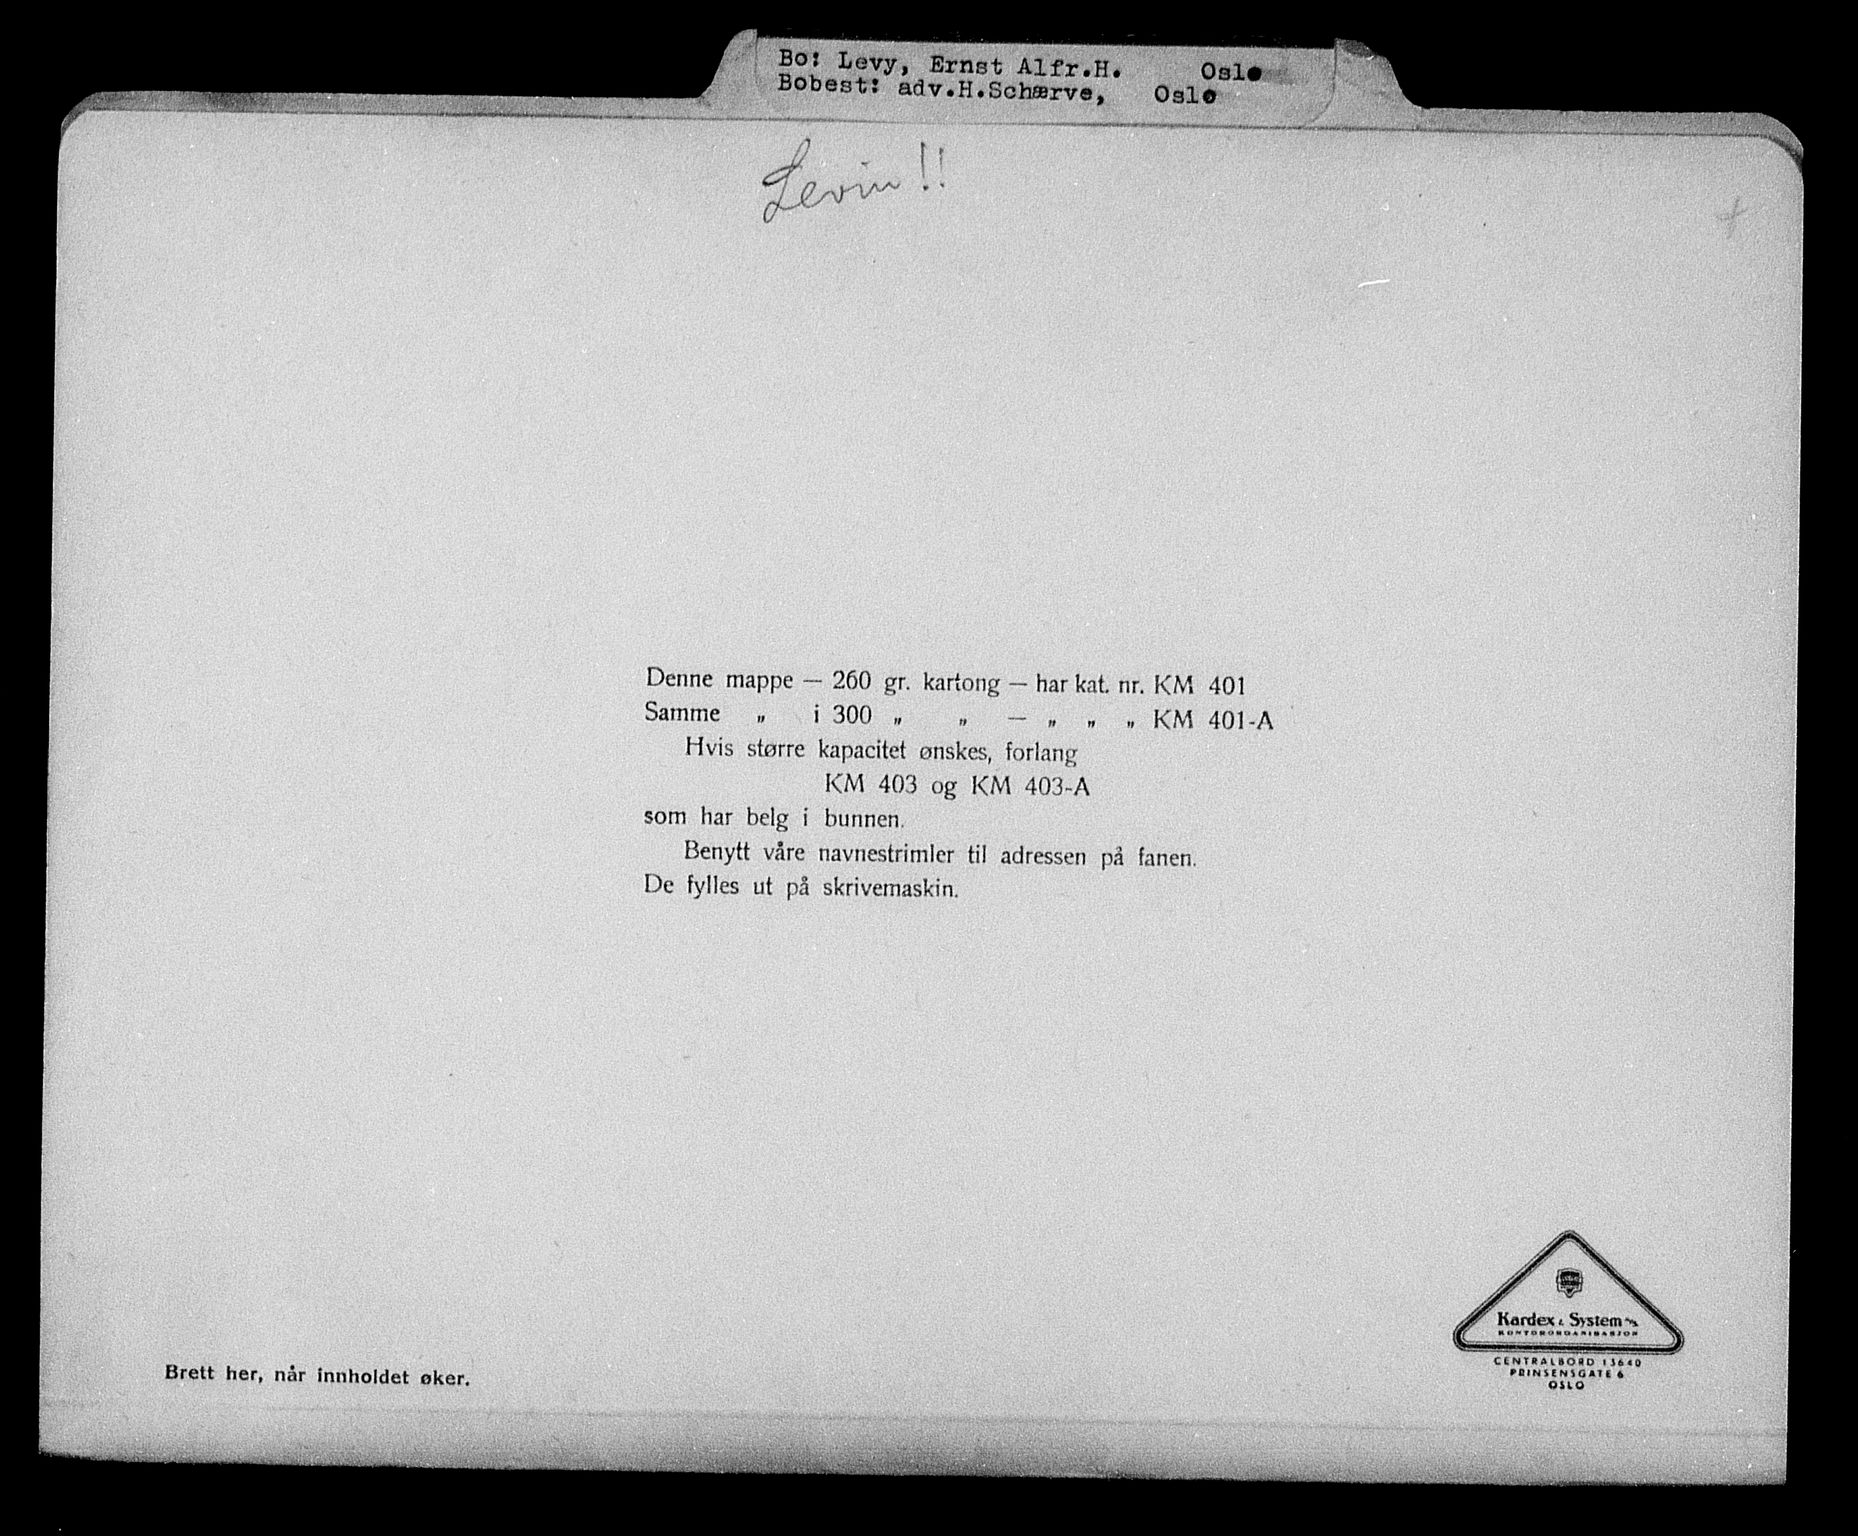 Bo: Levy, Ernst Alfr.H. Oslo
Bobest: adv.H.Schærve, Oslo
Levin!!
+
Denne mappe — 260 gr. kartong — har kat. nr. KM 401
Samme „ i 300 „ „ — „ „ „ KM 401-A
Hvis større kapacitet ønskes, forlang
KM 403 og KM 403-A
som har belg i bunnen.
Benytt våre navnestrimler til adressen på fanen.
De fylles ut på skrivemaskin.
Kardex & System A/S
KONTORORGANISASJON
CENTRALBORD 13640
PRINSENSGATE 6
OSLO
Brett her, når innholdet øker.